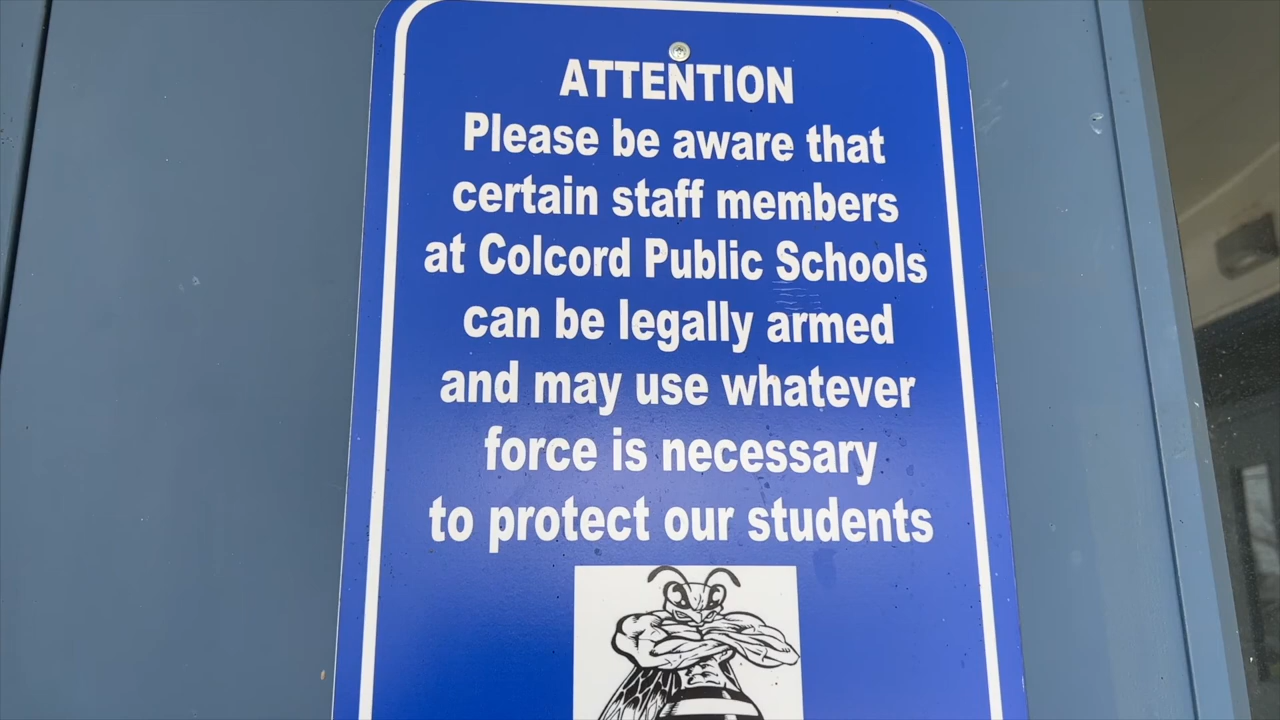 ATTENTION
Please be aware that
certain staff members
at Colcord Public Schools
can be legally armed
and may use whatever
force is necessary
to protect our students